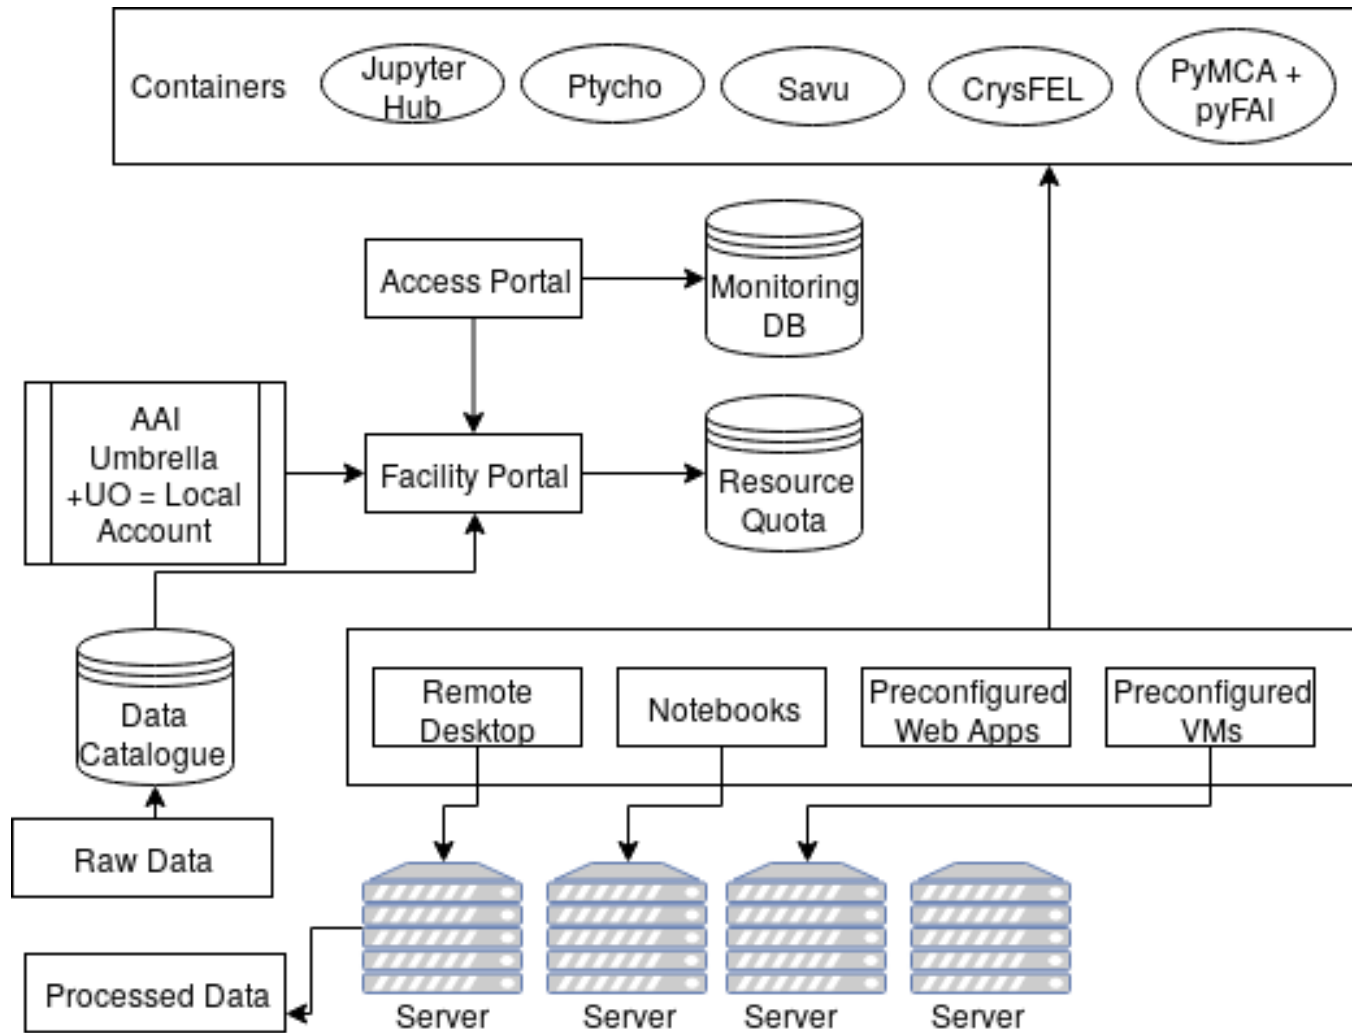 Containers
Jupyter
Hub
Ptycho
Savu
CrysFEL
PyMCA +
pyFAI
Access Portal
Monitoring
DB
AAI
Umbrella
+UO = Local
Account
Facility Portal
Resource
Quota
Data
Catalogue
Remote
Desktop
Notebooks
Preconfigured
Web Apps
Preconfigured
VMs
Raw Data
Processed Data
Server
Server
Server
Server